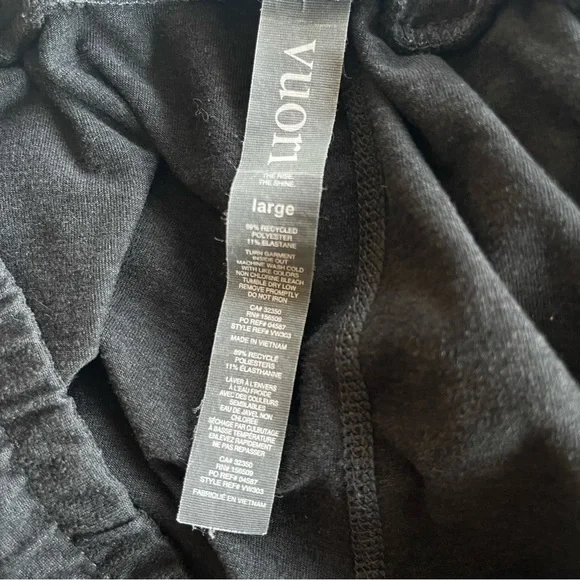 vuori
THE RISE.
THE SHINE.
large
89% RECYCLED
POLYESTER
11% ELASTANE
TURN GARMENT
INSIDE OUT
MACHINE WASH COLD
WITH LIKE COLORS
NON CHLORINE BLEACH
TUMBLE DRY LOW
REMOVE PROMPTLY
DO NOT IRON
CA# 32350
RN# 156509
PO REF# 04587
STYLE REF# VW303
MADE IN VIETNAM
89% RECYCLÉ
POLIESTERS
11% ÉLASTHANNE
LAVER À L'ENVERS
À L'EAU FPOIDE
AVEC DES COULEURS
SEMBLABLES
EAU DE JAVEL NON
CHLORÉE
SÉCHAGE PAR CULBUTAGE
À BASSE TEMPÉRATURE
ENLEVEZ RAPIDEMENT
NE PAS REPASSER
CA# 32350
RN# 156509
PO REF# 04587
STYLE REF# VW303
FABRIQUÉ EN VIETNAM